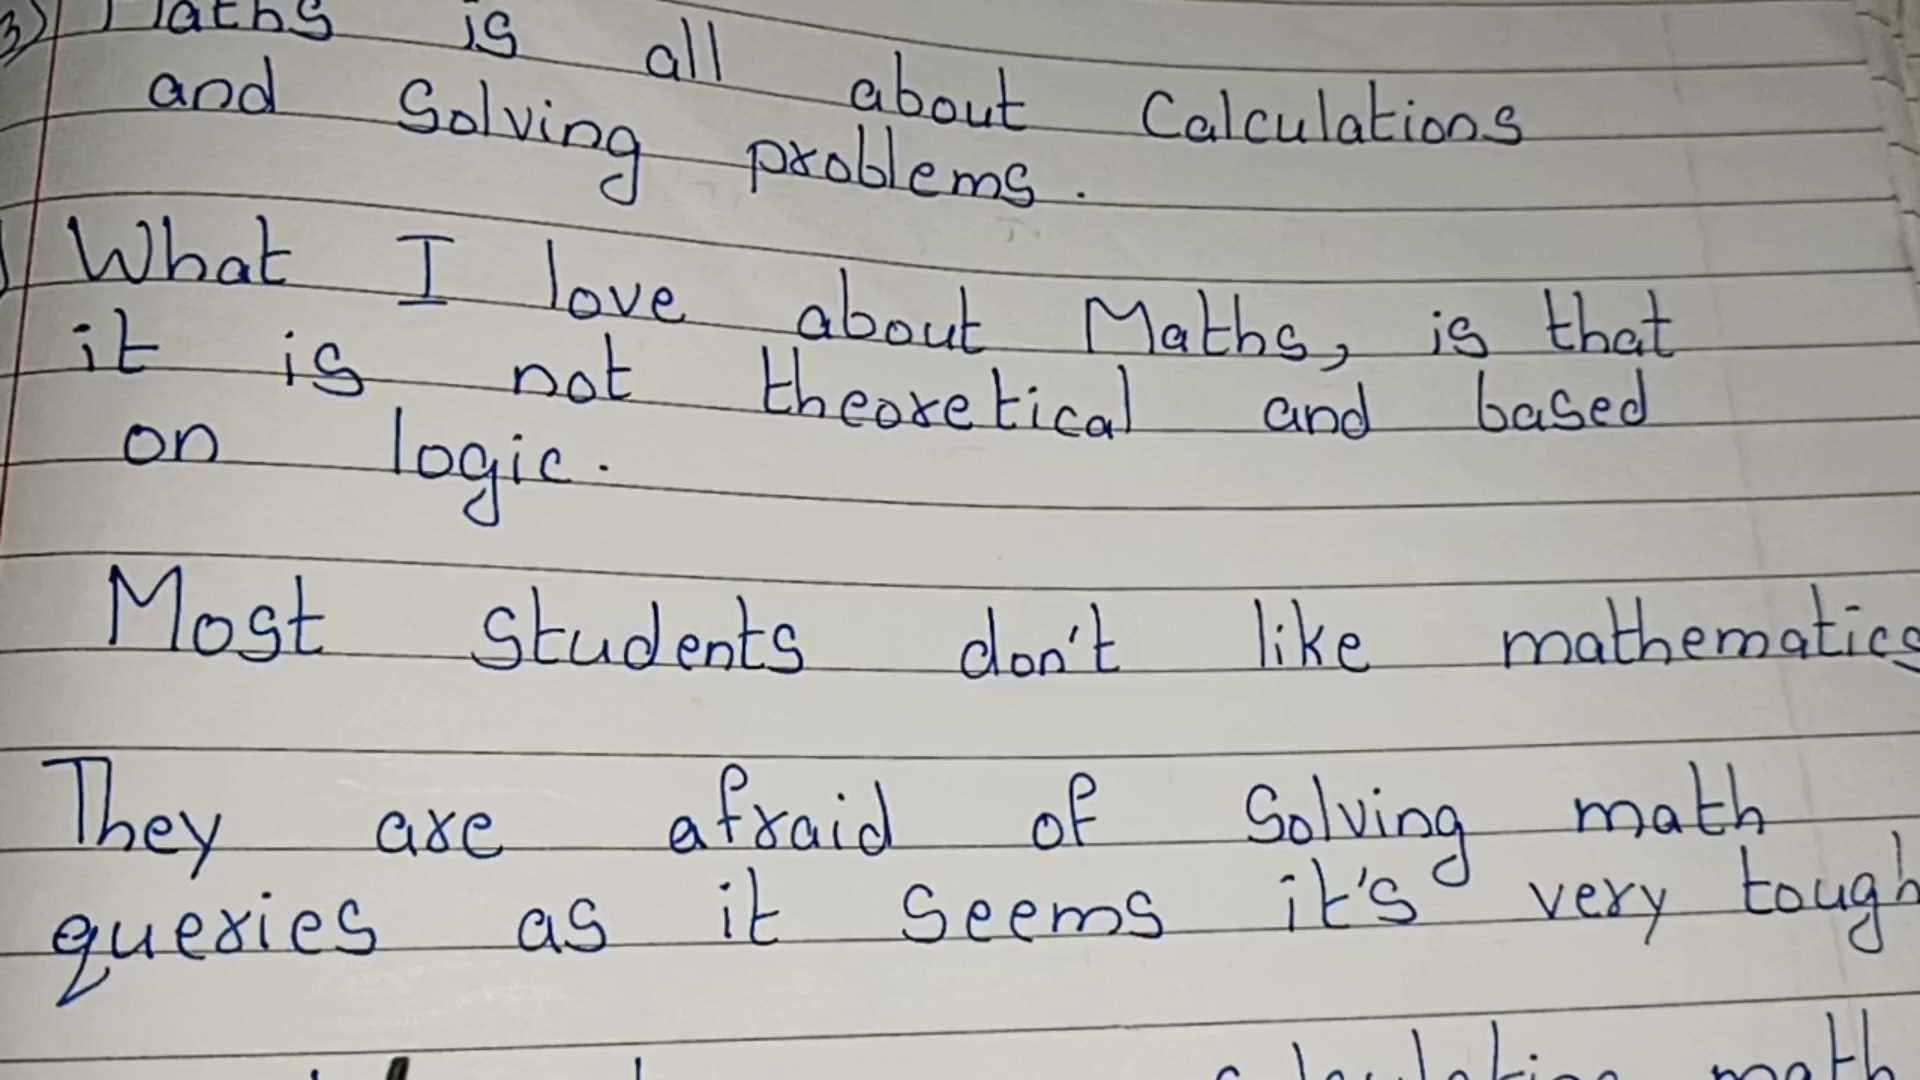 3) Maths is all about Calculations
and Solving problems.
What I love about Maths, is that
it is not theoretical and based
on logic.
Most students don't like mathematics
They are afraid of Solving math
queries as it seems it's very tough
math